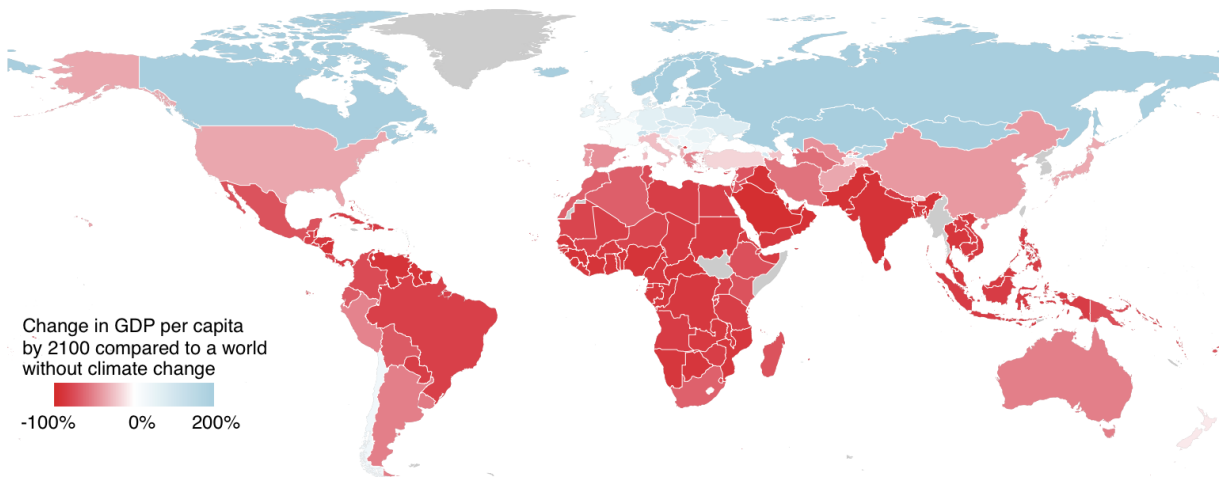 Change in GDP per capita
by 2100 compared to a world
without climate change
-100% 0% 200%